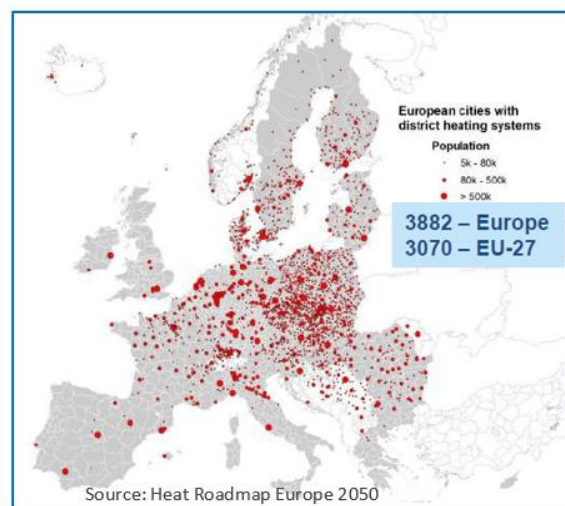 European cities with
district heating systems
Population
5k - 80k
80k - 500k
> 500k
3882 – Europe
3070 – EU-27
Source: Heat Roadmap Europe 2050